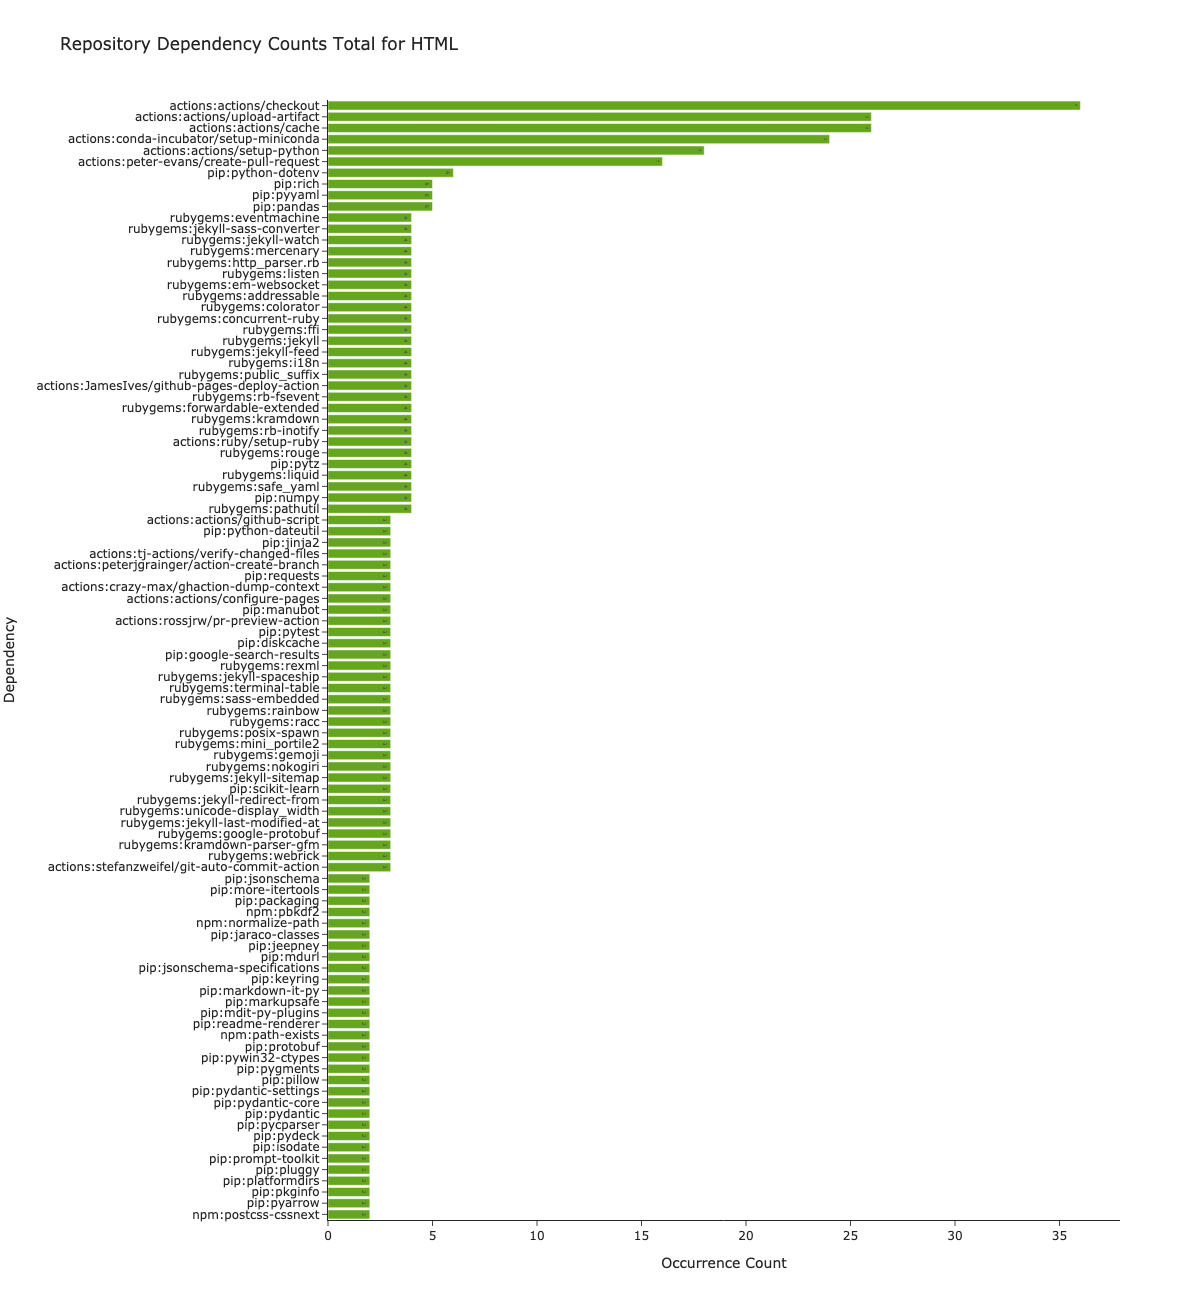 Repository Dependency Counts Total for HTML
actions:actions/checkout
actions:actions/upload-artifact
actions:actions/cache
actions:conda-incubator/setup-miniconda
actions:actions/setup-python
actions:peter-evans/create-pull-request
pip:python-dotenv
pip:rich
pip:pyyaml
pip:pandas
rubygems:eventmachine
rubygems:jekyll-sass-converter
rubygems:jekyll-watch
rubygems:mercenary
rubygems:http_parser.rb
rubygems:listen
rubygems:em-websocket
rubygems:addressable
rubygems:colorator
rubygems:concurrent-ruby
rubygems:ffi
rubygems:jekyll
rubygems:jekyll-feed
rubygems:i18n
rubygems:public_suffix
actions:JamesIves/github-pages-deploy-action
rubygems:rb-fsevent
rubygems:forwardable-extended
rubygems:kramdown
rubygems:rb-inotify
actions:ruby/setup-ruby
rubygems:rouge
pip:pytz
rubygems:liquid
rubygems:safe_yaml
pip:numpy
rubygems:pathutil
actions:actions/github-script
pip:python-dateutil
pip:jinja2
actions:tj-actions/verify-changed-files
actions:peterjgrainger/action-create-branch
pip:requests
actions:crazy-max/ghaction-dump-context
actions:actions/configure-pages
pip:manubot
actions:rossjrw/pr-preview-action
pip:pytest
pip:diskcache
pip:google-search-results
rubygems:rexml
rubygems:jekyll-spaceship
rubygems:terminal-table
rubygems:sass-embedded
rubygems:rainbow
rubygems:racc
rubygems:posix-spawn
rubygems:mini_portile2
rubygems:gemoji
rubygems:nokogiri
rubygems:jekyll-sitemap
pip:scikit-learn
rubygems:jekyll-redirect-from
rubygems:unicode-display_width
rubygems:jekyll-last-modified-at
rubygems:google-protobuf
rubygems:kramdown-parser-gfm
rubygems:webrick
actions:stefanzweifel/git-auto-commit-action
pip:jsonschema
pip:more-itertools
pip:packaging
npm:pbkdf2
npm:normalize-path
pip:jaraco-classes
pip:jeepney
pip:mdurl
pip:jsonschema-specifications
pip:keyring
pip:markdown-it-py
pip:markupsafe
pip:mdit-py-plugins
pip:readme-renderer
npm:path-exists
pip:protobuf
pip:pywin32-ctypes
pip:pygments
pip:pillow
pip:pydantic-settings
pip:pydantic-core
pip:pydantic
pip:pycparser
pip:pydeck
pip:isodate
pip:prompt-toolkit
pip:pluggy
pip:platformdirs
pip:pkginfo
pip:pyarrow
npm:postcss-cssnext
0 5 10 15 20 25 30 35
Occurrence Count
Dependency